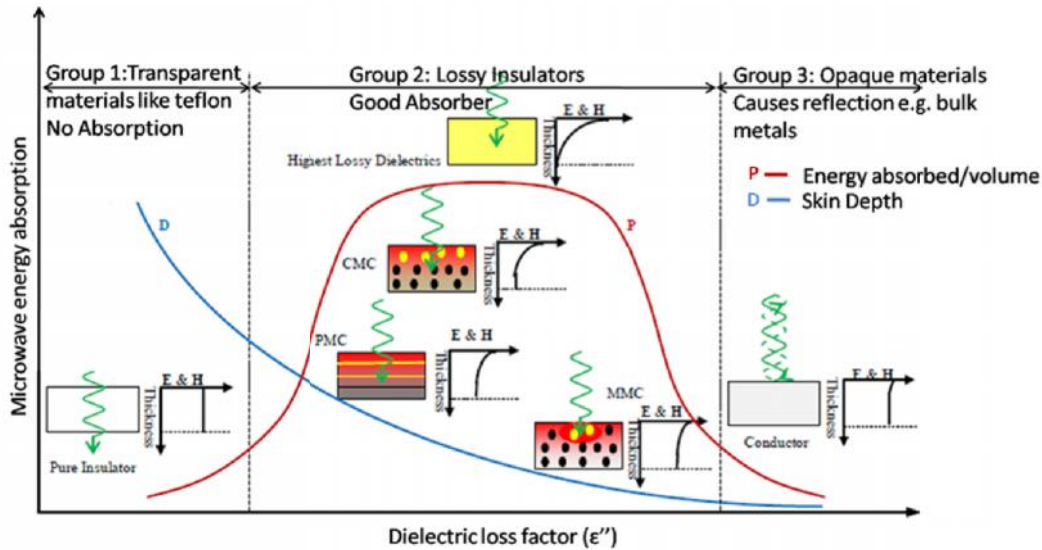 Group 1:Transparent
materials like teflon
No Absorption
Group 2: Lossy Insulators
Good Absorber
Group 3: Opaque materials
Causes reflection e.g. bulk
metals
P — Energy absorbed/volume
D — Skin Depth
Highest Lossy Dielectrics
E & H
Thickness
D
P
CMC
E & H
Thickness
PMC
E & H
Thickness
MMC
E & H
Thickness
E & H
Thickness
Pure Insulator
E & H
Thickness
Conductor
Microwave energy absorption
Dielectric loss factor (ε″)